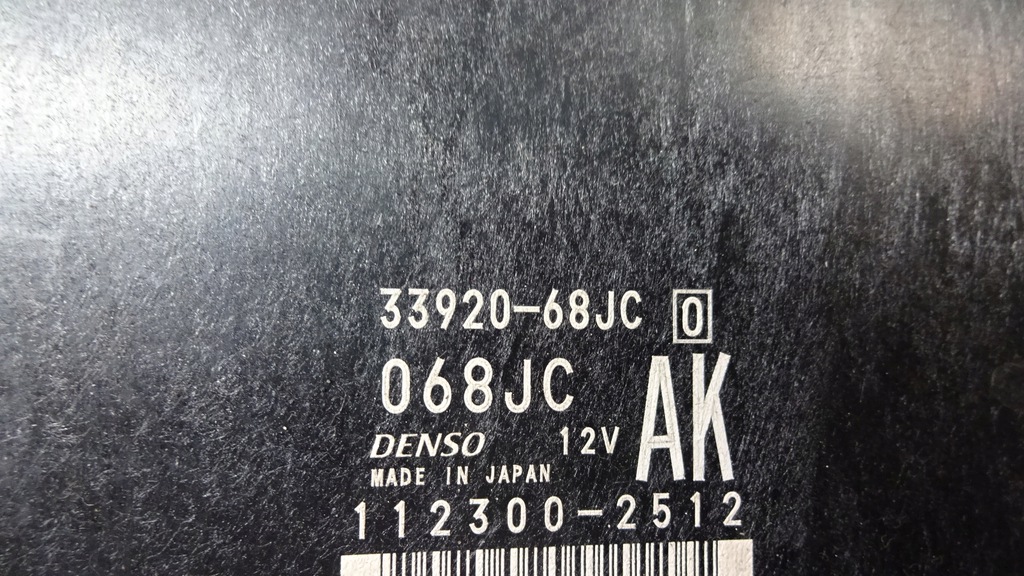 33920-68JC 0
068JC AK
DENSO 12V
MADE IN JAPAN
112300-2512